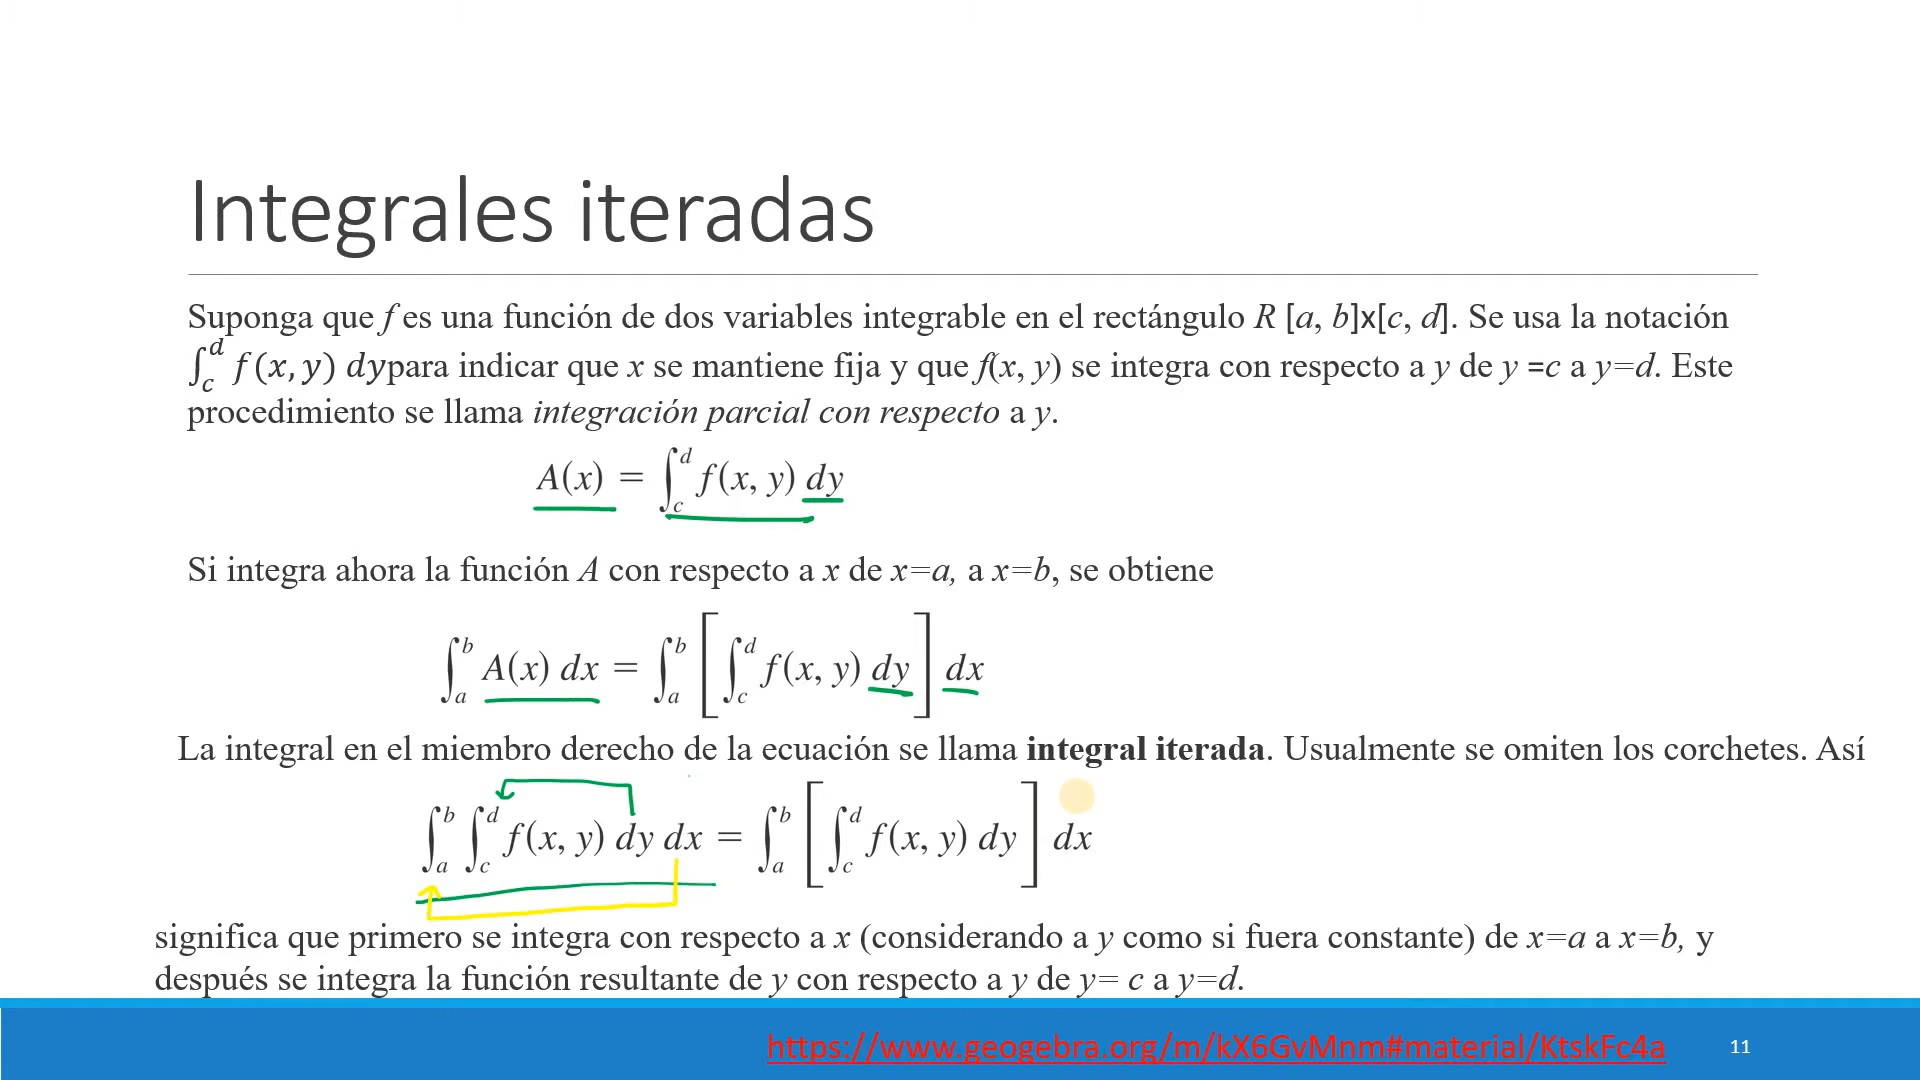 Integrales iteradas
Suponga que f es una función de dos variables integrable en el rectángulo R [a, b]x[c, d]. Se usa la notación
∫_c^d f(x, y) dypara indicar que x se mantiene fija y que f(x, y) se integra con respecto a y de y =c a y=d. Este
procedimiento se llama integración parcial con respecto a y.
A(x) = ∫_c^d f(x, y) dy
Si integra ahora la función A con respecto a x de x=a, a x=b, se obtiene
∫_a^b A(x) dx = ∫_a^b [ ∫_c^d f(x, y) dy ] dx
La integral en el miembro derecho de la ecuación se llama integral iterada. Usualmente se omiten los corchetes. Así
∫_a^b ∫_c^d f(x, y) dy dx = ∫_a^b [ ∫_c^d f(x, y) dy ] dx
significa que primero se integra con respecto a x (considerando a y como si fuera constante) de x=a a x=b, y
después se integra la función resultante de y con respecto a y de y= c a y=d.
https://www.geogebra.org/m/kX6GvMnm#material/KtskFc4a
11